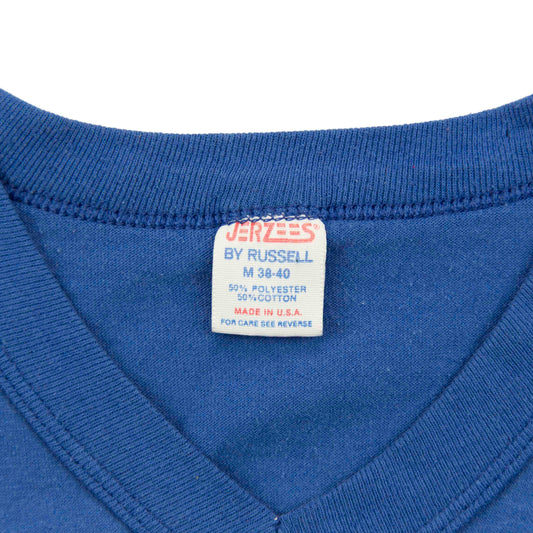 JERZEES®
BY RUSSELL
M 38-40
50% POLYESTER
50% COTTON
MADE IN U.S.A.
FOR CARE SEE REVERSE